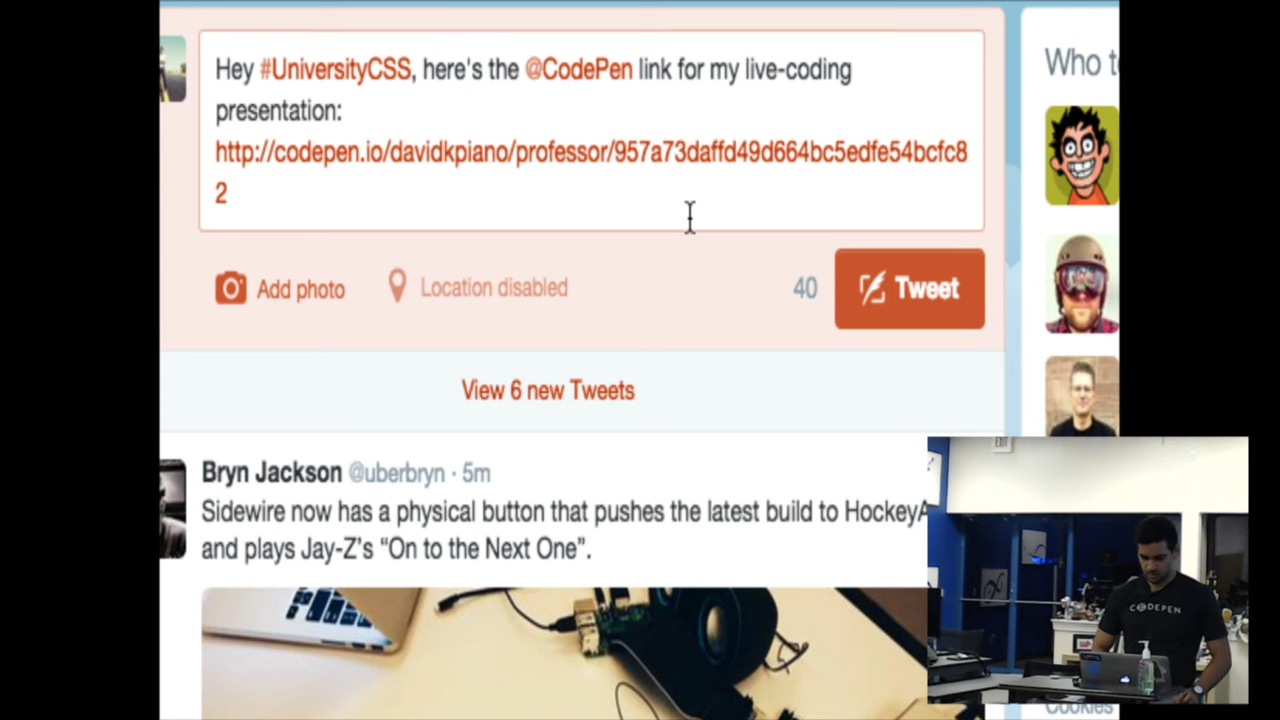 Hey #UniversityCSS, here's the @CodePen link for my live-coding
presentation:
http://codepen.io/davidkpiano/professor/957a73daffd49d664bc5edfe54bcfc8
2
Add photo
Location disabled
40
Tweet
Who t
View 6 new Tweets
Bryn Jackson @uberbryn · 5m
Sidewire now has a physical button that pushes the latest build to HockeyA
and plays Jay-Z’s “On to the Next One”.
EXIT
CODEPEN
Cookies